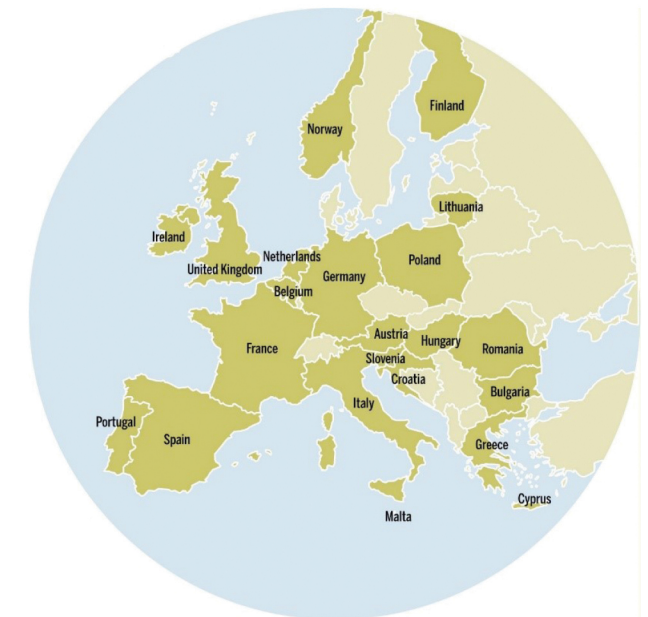 Finland
Norway
Lithuania
Ireland
Netherlands
United Kingdom
Poland
Germany
Belgium
Austria
Hungary
France
Romania
Slovenia
Croatia
Bulgaria
Italy
Portugal
Spain
Greece
Cyprus
Malta